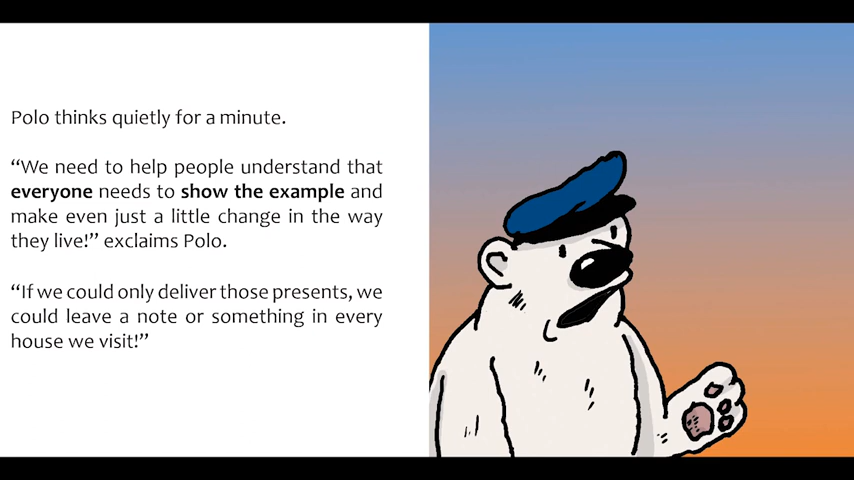 Polo thinks quietly for a minute.
“We need to help people understand that
everyone needs to show the example and
make even just a little change in the way
they live!” exclaims Polo.
“If we could only deliver those presents, we
could leave a note or something in every
house we visit!”